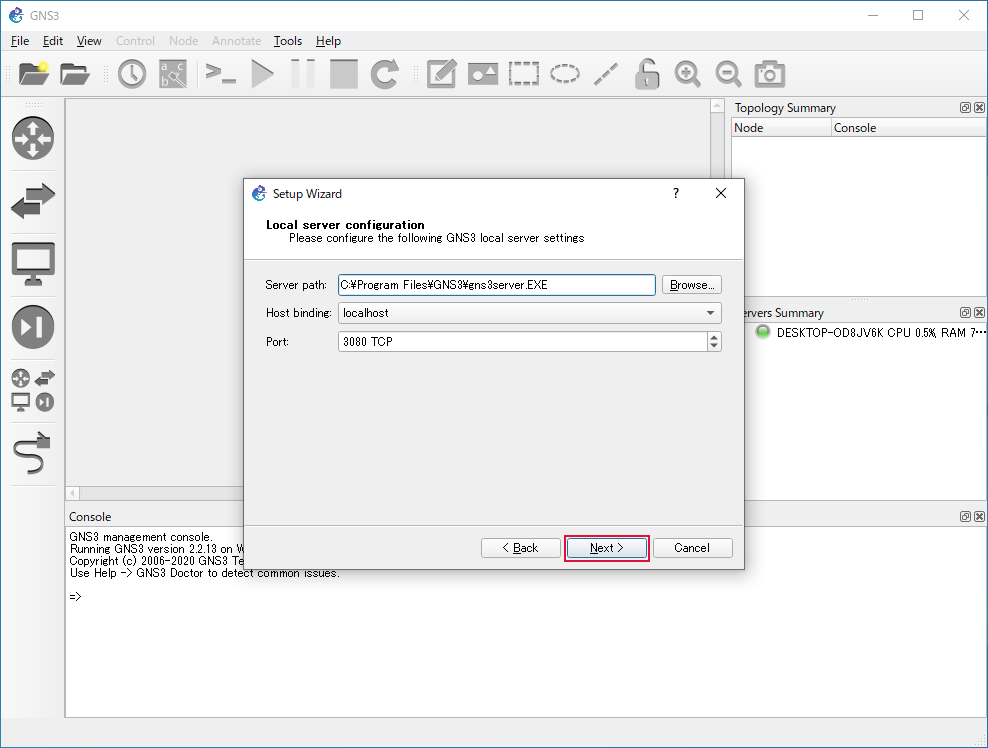 GNS3
File Edit View Control Node Annotate Tools Help
Topology Summary
Node Console
Setup Wizard
Local server configuration
Please configure the following GNS3 local server settings
Server path: C:¥Program Files¥GNS3¥gns3server.EXE Browse...
Host binding: localhost
Port: 3080 TCP
< Back Next > Cancel
ervers Summary
DESKTOP-OD8JV6K CPU 0.5%, RAM 7...
Console
GNS3 management console.
Running GNS3 version 2.2.13 on W
Copyright (c) 2006-2020 GNS3 Te
Use Help -> GNS3 Doctor to detect common issues.
=>